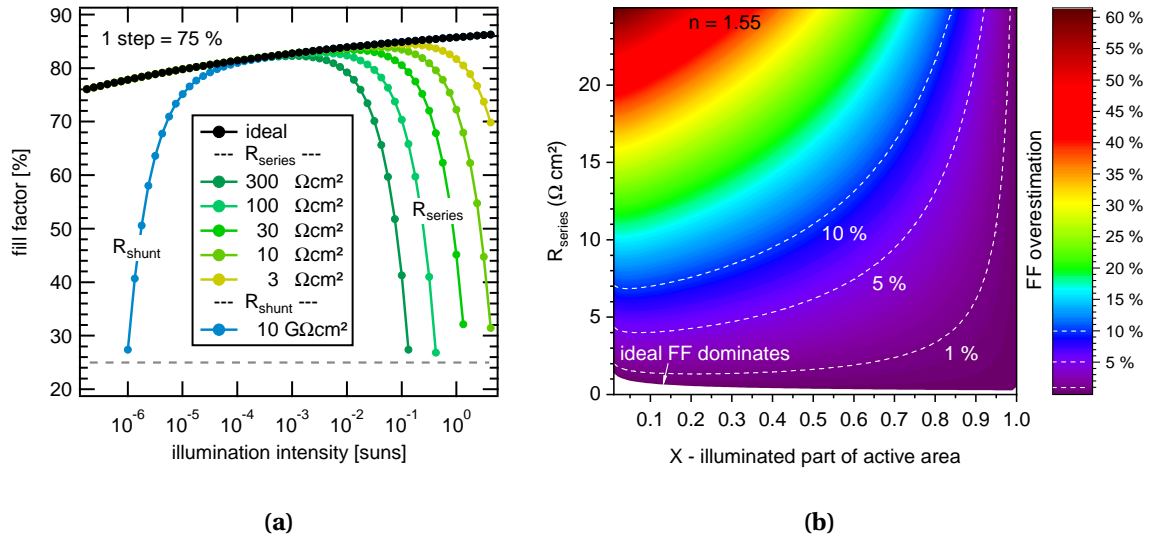 1 step = 75 %
ideal
--- R_series ---
300 Ωcm²
100 Ωcm²
30 Ωcm²
10 Ωcm²
3 Ωcm²
--- R_shunt ---
10 GΩcm²
R_shunt
R_series
90
80
70
60
50
40
30
20
fill factor [%]
10⁻⁶ 10⁻⁵ 10⁻⁴ 10⁻³ 10⁻² 10⁻¹ 10⁰
illumination intensity [suns]
(a)
n = 1.55
10 %
5 %
1 %
ideal FF dominates
20
15
10
5
0
R_series (Ω cm²)
0.1 0.2 0.3 0.4 0.5 0.6 0.7 0.8 0.9 1.0
X - illuminated part of active area
FF overestimation
60 %
55 %
50 %
45 %
40 %
35 %
30 %
25 %
20 %
15 %
10 %
5 %
(b)